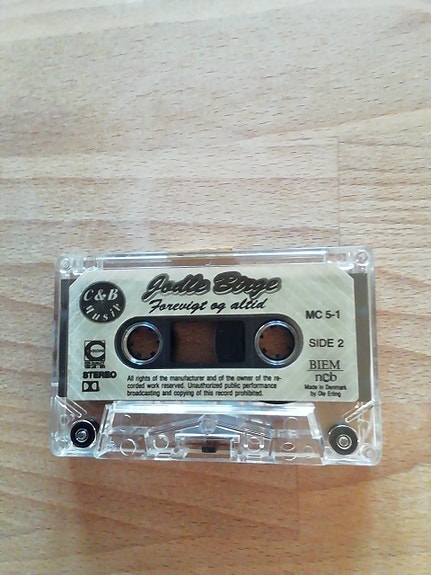 C&B
musik
Jodle Birge
Forevigt og altid
MC 5-1
SIDE 2
STEREO
All rights of the manufacturer and of the owner of the re-
corded work reserved. Unauthorized public performance
broadcasting and copying of this record prohibited.
BIEM
ncb
Made in Denmark
by Ole Erling